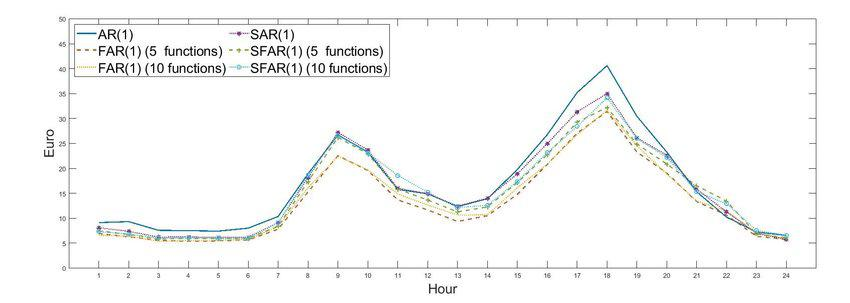 50
45
40
35
30
25
20
15
10
5
0
Euro
AR(1) SAR(1)
FAR(1) (5 functions) SFAR(1) (5 functions)
FAR(1) (10 functions) SFAR(1) (10 functions)
1 2 3 4 5 6 7 8 9 10 11 12 13 14 15 16 17 18 19 20 21 22 23 24
Hour